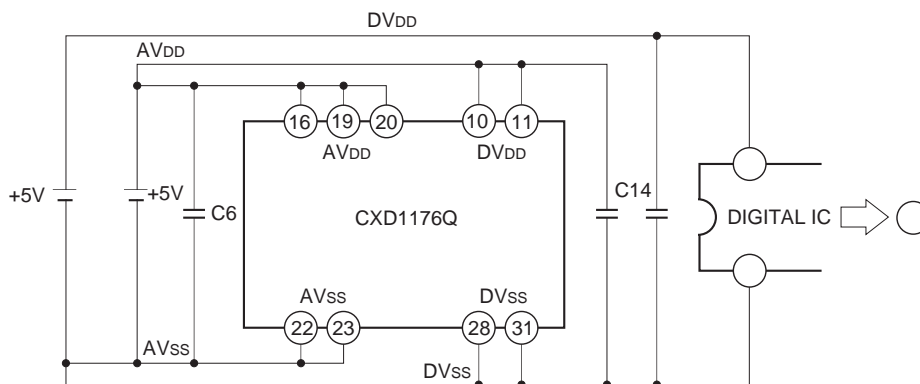 DVDD
AVDD
16 19 20 10 11
AVDD DVDD
+5V +5V C6 CXD1176Q C14 DIGITAL IC
AVSS DVSS
22 23 28 31
AVSS
DVSS